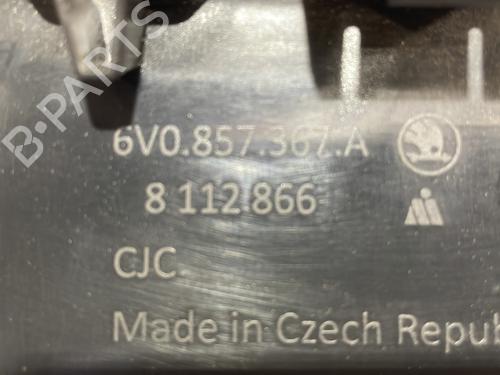 B-PARTS
6V0.857.367.A
8 112.866
CJC.
Made in Czech Repub